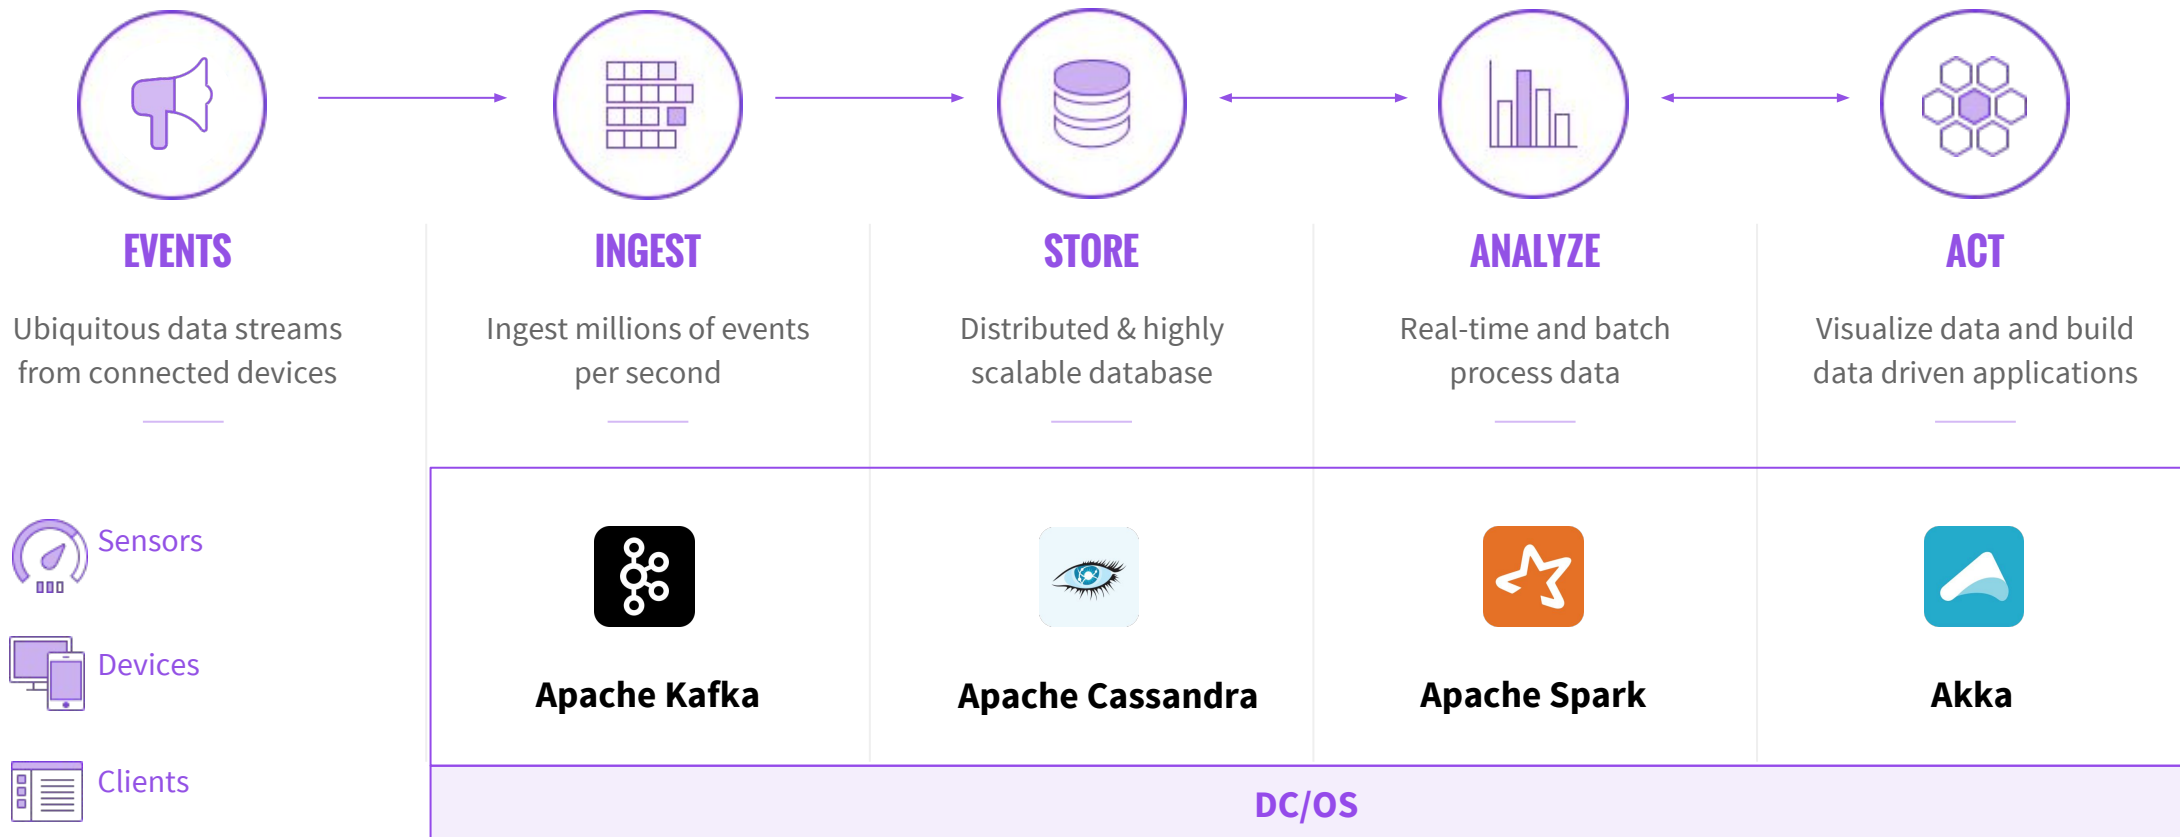 EVENTS
Ubiquitous data streams
from connected devices
Sensors
Devices
Clients
INGEST
Ingest millions of events
per second
Apache Kafka
STORE
Distributed & highly
scalable database
Apache Cassandra
ANALYZE
Real-time and batch
process data
Apache Spark
ACT
Visualize data and build
data driven applications
Akka
DC/OS